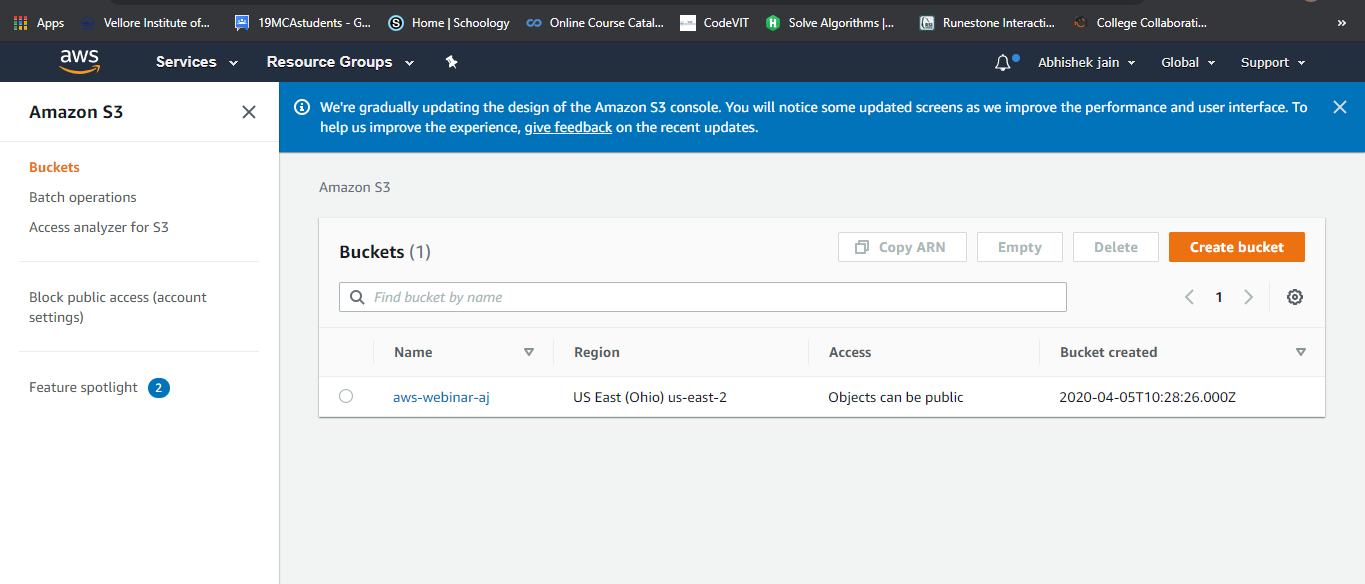 Apps Vellore Institute of... 19MCAstudents - G... Home | Schoology Online Course Catal... CodeVIT Solve Algorithms |... Runestone Interacti... College Collaborati... »
aws Services Resource Groups Abhishek jain Global Support
Amazon S3
Buckets
Batch operations
Access analyzer for S3
Block public access (account
settings)
Feature spotlight 2
We're gradually updating the design of the Amazon S3 console. You will notice some updated screens as we improve the performance and user interface. To
help us improve the experience, give feedback on the recent updates.
Amazon S3
Buckets (1) Copy ARN Empty Delete Create bucket
Find bucket by name 1
Name Region Access Bucket created
aws-webinar-aj US East (Ohio) us-east-2 Objects can be public 2020-04-05T10:28:26.000Z